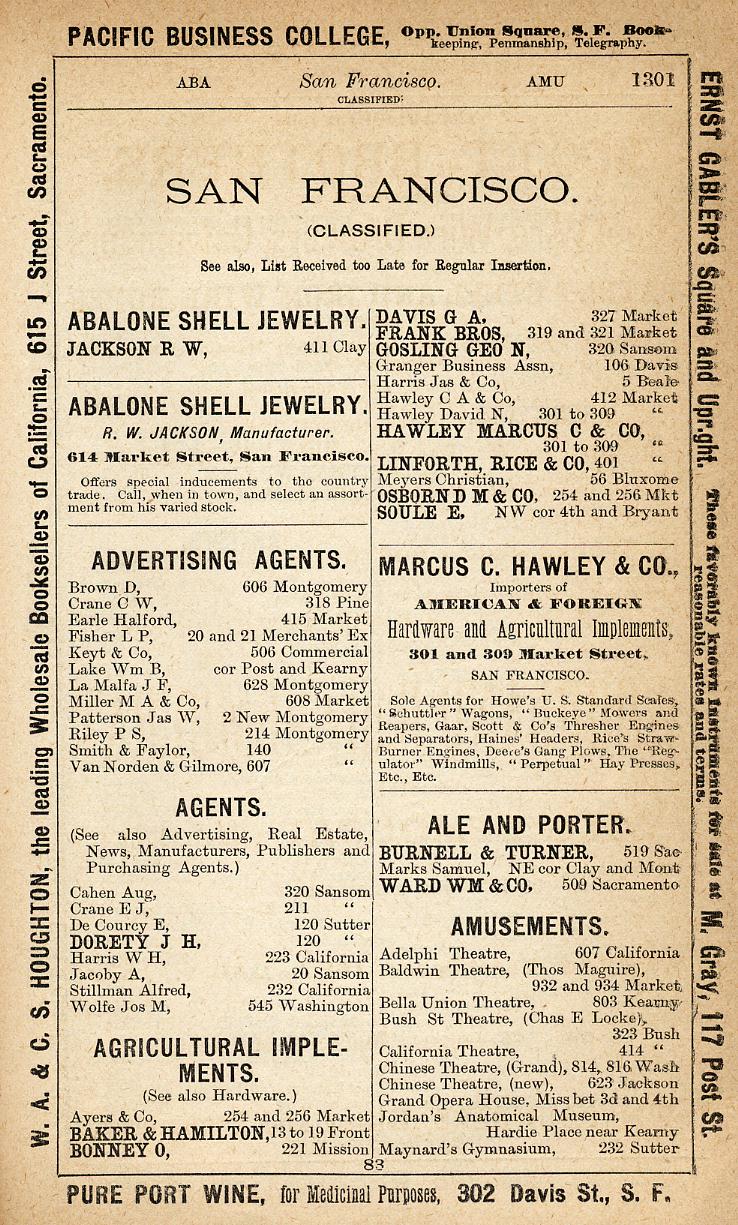 PACIFIC BUSINESS COLLEGE, Opp. Union Square, S. F. Book-
keeping, Penmanship, Telegraphy.
W. A. & C. S. HOUGHTON, the leading Wholesale Booksellers of California, 615 J Street, Sacramento.
ABA San Francisco. AMU 1301
CLASSIFIED:
SAN FRANCISCO.
(CLASSIFIED.)
See also, List Received too Late for Regular Insertion.
ABALONE SHELL JEWELRY.
JACKSON R W, 411 Clay
ABALONE SHELL JEWELRY.
R. W. JACKSON, Manufacturer.
614 Market Street, San Francisco.
Offers special inducements to the country
trade. Call, when in town, and select an assort-
ment from his varied stock.
ADVERTISING AGENTS.
Brown D, 606 Montgomery
Crane C W, 318 Pine
Earle Halford, 415 Market
Fisher L P, 20 and 21 Merchants' Ex
Keyt & Co, 506 Commercial
Lake Wm B, cor Post and Kearny
La Malfa J F, 628 Montgomery
Miller M A & Co, 608 Market
Patterson Jas W, 2 New Montgomery
Riley P S, 214 Montgomery
Smith & Faylor, 140 "
Van Norden & Gilmore, 607 "
AGENTS.
(See also Advertising, Real Estate,
News, Manufacturers, Publishers and
Purchasing Agents.)
Cahen Aug, 320 Sansom
Crane E J, 211 "
De Courcy E, 120 Sutter
DORETY J H, 120 "
Harris W H, 223 California
Jacoby A, 20 Sansom
Stillman Alfred, 232 California
Wolfe Jos M, 545 Washington
AGRICULTURAL IMPLE-
MENTS.
(See also Hardware.)
Ayers & Co, 254 and 256 Market
BAKER & HAMILTON, 13 to 19 Front
BONNEY O, 221 Mission
DAVIS G A. 327 Market
FRANK BROS, 319 and 321 Market
GOSLING GEO N, 320 Sansom
Granger Business Assn, 106 Davis
Harris Jas & Co, 5 Beale
Hawley C A & Co, 412 Market
Hawley David N, 301 to 309 "
HAWLEY MARCUS C & CO,
301 to 309 "
LINFORTH, RICE & CO, 401 "
Meyers Christian, 56 Bluxome
OSBORN D M & CO. 254 and 256 Mkt
SOULE E. NW cor 4th and Bryant
MARCUS C. HAWLEY & CO.,
Importers of
AMERICAN & FOREIGN
Hardware and Agricultural Implements,
301 and 309 Market Street,
SAN FRANCISCO.
Sole Agents for Howe's U. S. Standard Scales,
"Schuttler" Wagons, "Buckeye" Mowers and
Reapers, Gaar, Scott & Co's Thresher Engines
and Separators, Haines' Headers, Rice's Straw-
Burner Engines, Deere's Gang Plows, The "Reg-
ulator" Windmills, "Perpetual" Hay Presses,
Etc., Etc.
ALE AND PORTER.
BURNELL & TURNER, 519 Sac
Marks Samuel, NE cor Clay and Mont
WARD WM & CO. 509 Sacramento
AMUSEMENTS.
Adelphi Theatre, 607 California
Baldwin Theatre, (Thos Maguire),
932 and 934 Market,
Bella Union Theatre, 803 Kearny
Bush St Theatre, (Chas E Locke),
323 Bush
California Theatre, 414 "
Chinese Theatre, (Grand), 814, 816 Wash
Chinese Theatre, (new), 623 Jackson
Grand Opera House, Miss bet 3d and 4th
Jordan's Anatomical Museum,
Hardie Place near Kearny
Maynard's Gymnasium, 232 Sutter
83
ERNST GABLER'S Square and Upr.ght. These favorably known Instruments for sale at
reasonable rates and terms.
M. Gray, 117 Post St.
PURE PORT WINE, for Medicinal Purposes, 302 Davis St., S. F.